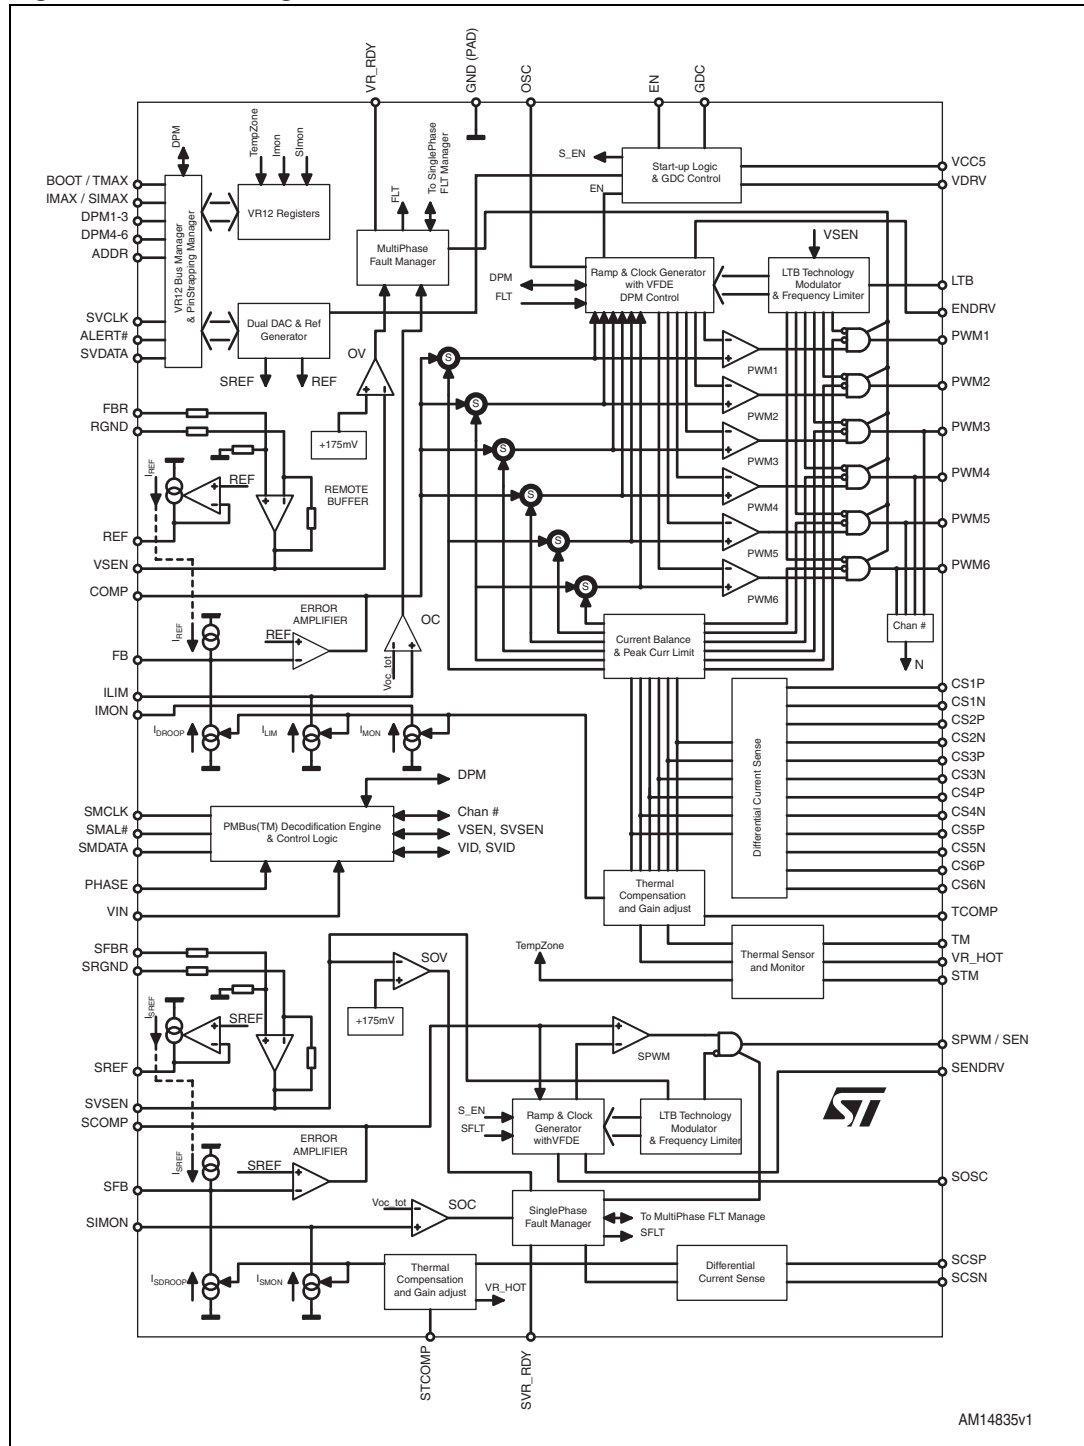 VR_RDY
GND (PAD)
OSC
EN
GDC
DPM
TempZone
Imon
SImon
FLT
To SinglePhase
FLT Manager
S_EN
EN
Start-up Logic
& GDC Control
VCC5
VDRV
BOOT / TMAX
IMAX / SIMAX
DPM1-3
DPM4-6
ADDR
SVCLK
ALERT#
SVDATA
VR12 Bus Manager
& PinStrapping Manager
VR12 Registers
MultiPhase
Fault Manager
Dual DAC & Ref
Generator
SREF
REF
OV
+175mV
DPM
FLT
Ramp & Clock Generator
with VFDE
DPM Control
VSEN
LTB Technology
Modulator
& Frequency Limiter
LTB
ENDRV
PWM1
PWM2
PWM3
PWM4
PWM5
PWM6
S
S
S
S
S
S
PWM1
PWM2
PWM3
PWM4
PWM5
PWM6
Chan #
N
FBR
RGND
IREF
REF
REMOTE
BUFFER
REF
VSEN
COMP
ERROR
AMPLIFIER
REF
OC
Voc_tot
IREF
FB
ILIM
IMON
IDROOP
ILIM
IMON
Current Balance
& Peak Curr Limit
Differential Current Sense
CS1P
CS1N
CS2P
CS2N
CS3P
CS3N
CS4P
CS4N
CS5P
CS5N
CS6P
CS6N
TCOMP
SMCLK
SMAL#
SMDATA
PHASE
VIN
PMBus(TM) Decodification Engine
& Control Logic
DPM
Chan #
VSEN, SVSEN
VID, SVID
Thermal
Compensation
and Gain adjust
TempZone
Thermal Sensor
and Monitor
TM
VR_HOT
STM
SFBR
SRGND
ISREF
SREF
SREF
SVSEN
SCOMP
SOV
+175mV
SPWM
SPWM / SEN
SENDRV
S_EN
SFLT
Ramp & Clock
Generator
withVFDE
LTB Technology
Modulator
& Frequency Limiter
ST
SOSC
ERROR
AMPLIFIER
SREF
ISREF
SFB
SIMON
Voc_tot
SOC
SinglePhase
Fault Manager
To MultiPhase FLT Manage
SFLT
ISDROOP
ISMON
Thermal
Compensation
and Gain adjust
VR_HOT
Differential
Current Sense
SCSP
SCSN
STCOMP
SVR_RDY
AM14835v1